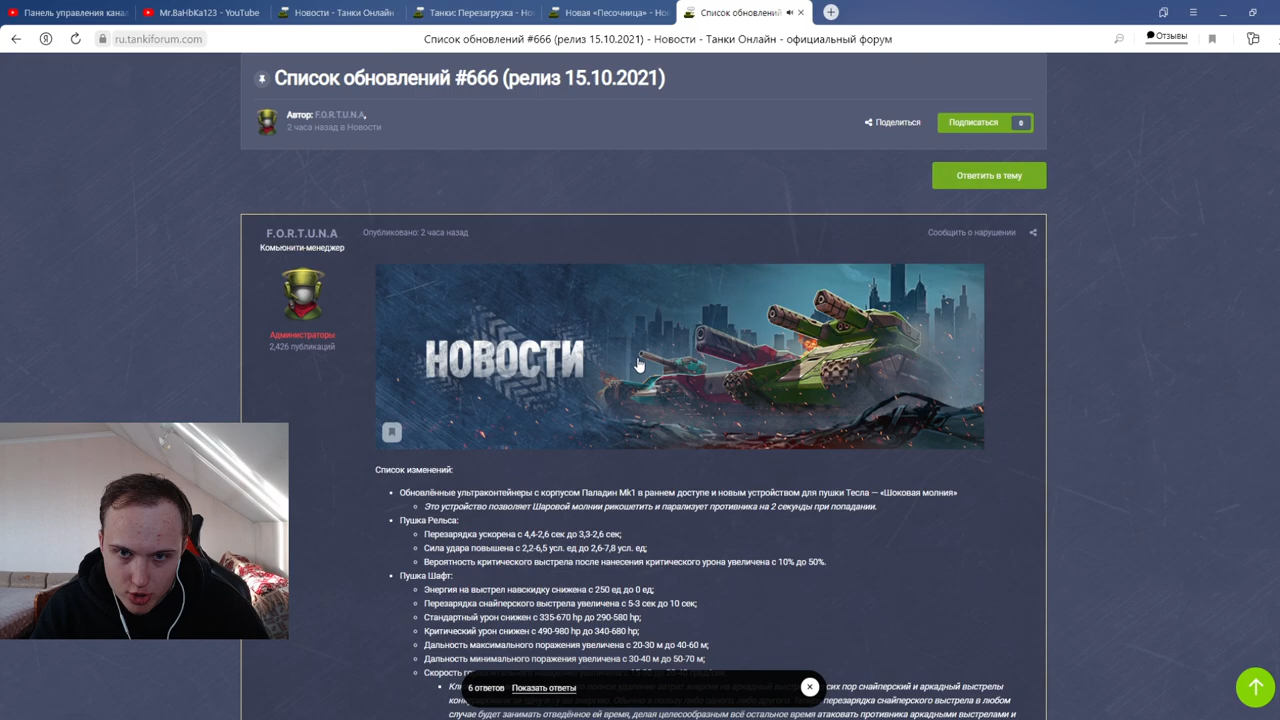 Панель управления канал
Mr.BaHbKa123 - YouTube
Новости - Танки Онлайн
Танки: Перезагрузка - Но
Новая «Песочница» - Нов
Список обновлений
ru.tankiforum.com
Список обновлений #666 (релиз 15.10.2021) - Новости - Танки Онлайн - официальный форум
Отзывы
Список обновлений #666 (релиз 15.10.2021)
Автор: F.O.R.T.U.N.A,
2 часа назад в Новости
Поделиться
Подписаться 0
Ответить в тему
F.O.R.T.U.N.A
Комьюнити-менеджер
Опубликовано: 2 часа назад
Сообщить о нарушении
Администраторы
2,426 публикаций
НОВОСТИ
Список изменений:
Обновлённые ультраконтейнеры с корпусом Паладин Mk1 в раннем доступе и новым устройством для пушки Тесла — «Шоковая молния»
Это устройство позволяет Шаровой молнии рикошетить и парализует противника на 2 секунды при попадании.
Пушка Рельса:
Перезарядка ускорена с 4,4-2,6 сек до 3,3-2,6 сек;
Сила удара повышена с 2,2-6,5 усл. ед до 2,6-7,8 усл. ед;
Вероятность критического выстрела после нанесения критического урона увеличена с 10% до 50%.
Пушка Шафт:
Энергия на выстрел навскидку снижена с 250 ед до 0 ед;
Перезарядка снайперского выстрела увеличена с 5-3 сек до 10 сек;
Стандартный урон снижен с 335-670 hp до 290-580 hp;
Критический урон снижен с 490-980 hp до 340-680 hp;
Дальность максимального поражения увеличена с 20-30 м до 40-60 м;
Дальность минимального поражения увеличена с 30-40 м до 50-70 м;
Скорость
6 ответов Показать ответы
сих пор снайперский и аркадный выстрелы
перезарядка снайперского выстрела в любом
случае будет занимать отведённое ей время, делая целесообразным всё остальное время атаковать противника аркадными выстрелами и